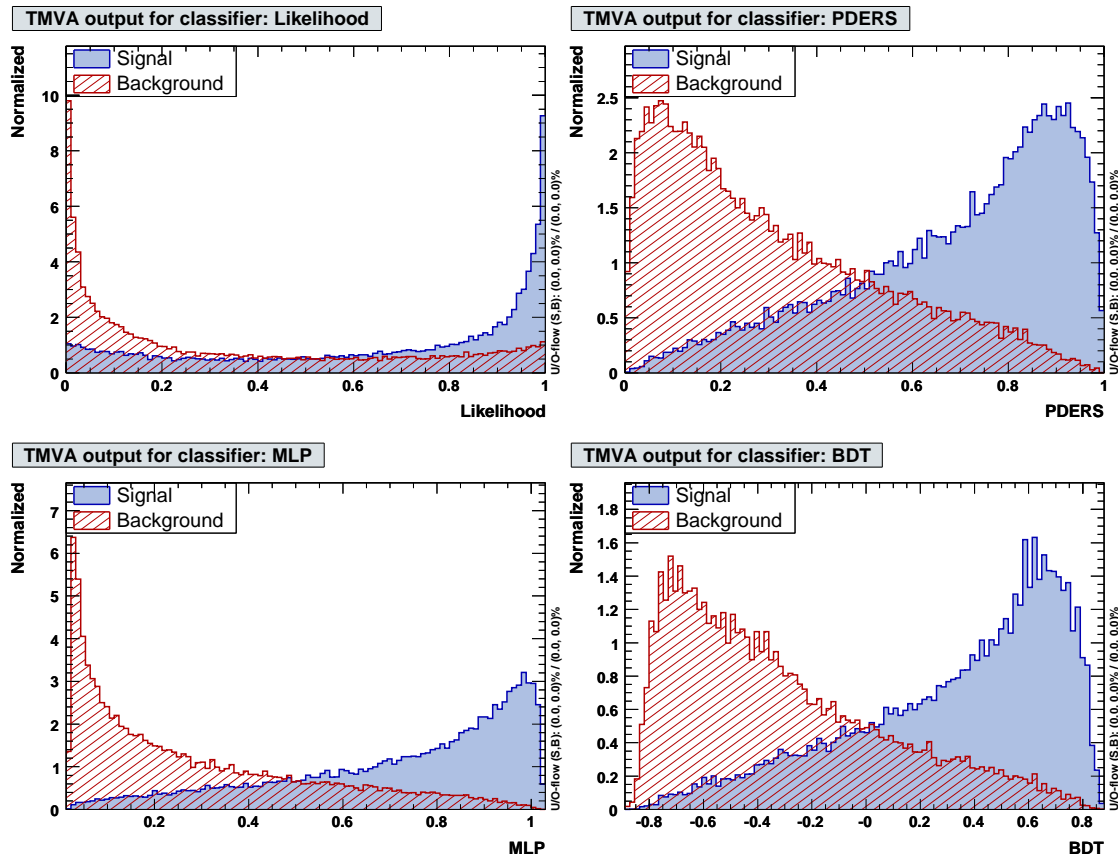 TMVA output for classifier: Likelihood
Normalized
Signal
Background
10
8
6
4
2
0
0 0.2 0.4 0.6 0.8 1
Likelihood
U/O-flow (S,B): (0.0, 0.0)% / (0.0, 0.0)%
TMVA output for classifier: PDERS
Normalized
Signal
Background
2.5
2
1.5
1
0.5
0
0 0.2 0.4 0.6 0.8 1
PDERS
U/O-flow (S,B): (0.0, 0.0)% / (0.0, 0.0)%
TMVA output for classifier: MLP
Normalized
Signal
Background
7
6
5
4
3
2
1
0
0.2 0.4 0.6 0.8 1
MLP
U/O-flow (S,B): (0.0, 0.0)% / (0.0, 0.0)%
TMVA output for classifier: BDT
Normalized
Signal
Background
1.8
1.6
1.4
1.2
1
0.8
0.6
0.4
0.2
0
-0.8 -0.6 -0.4 -0.2 -0 0.2 0.4 0.6 0.8
BDT
U/O-flow (S,B): (0.0, 0.0)% / (0.0, 0.0)%